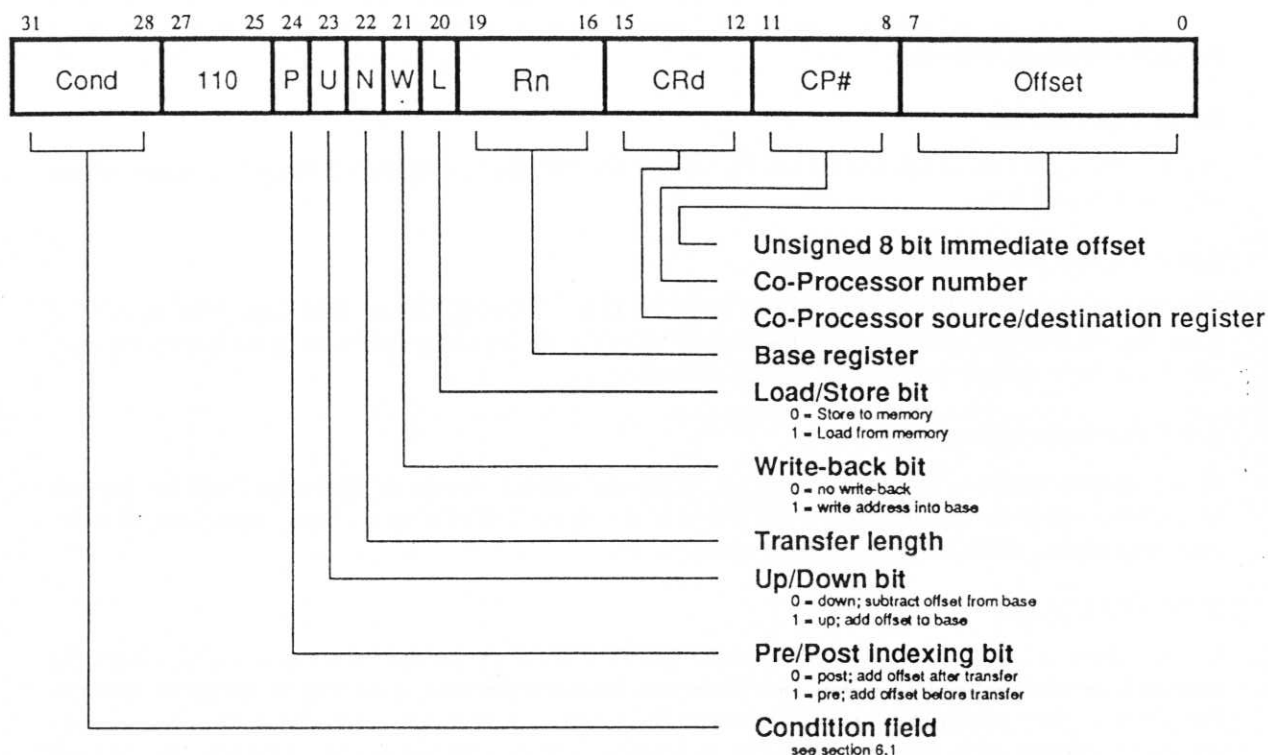 31 28 27 25 24 23 22 21 20 19 16 15 12 11 8 7 0
Cond 110 P U N W L Rn CRd CP# Offset
Unsigned 8 bit immediate offset
Co-Processor number
Co-Processor source/destination register
Base register
Load/Store bit
0 = Store to memory
1 = Load from memory
Write-back bit
0 = no write-back
1 = write address into base
Transfer length
Up/Down bit
0 = down; subtract offset from base
1 = up; add offset to base
Pre/Post indexing bit
0 = post; add offset after transfer
1 = pre; add offset before transfer
Condition field
see section 6.1